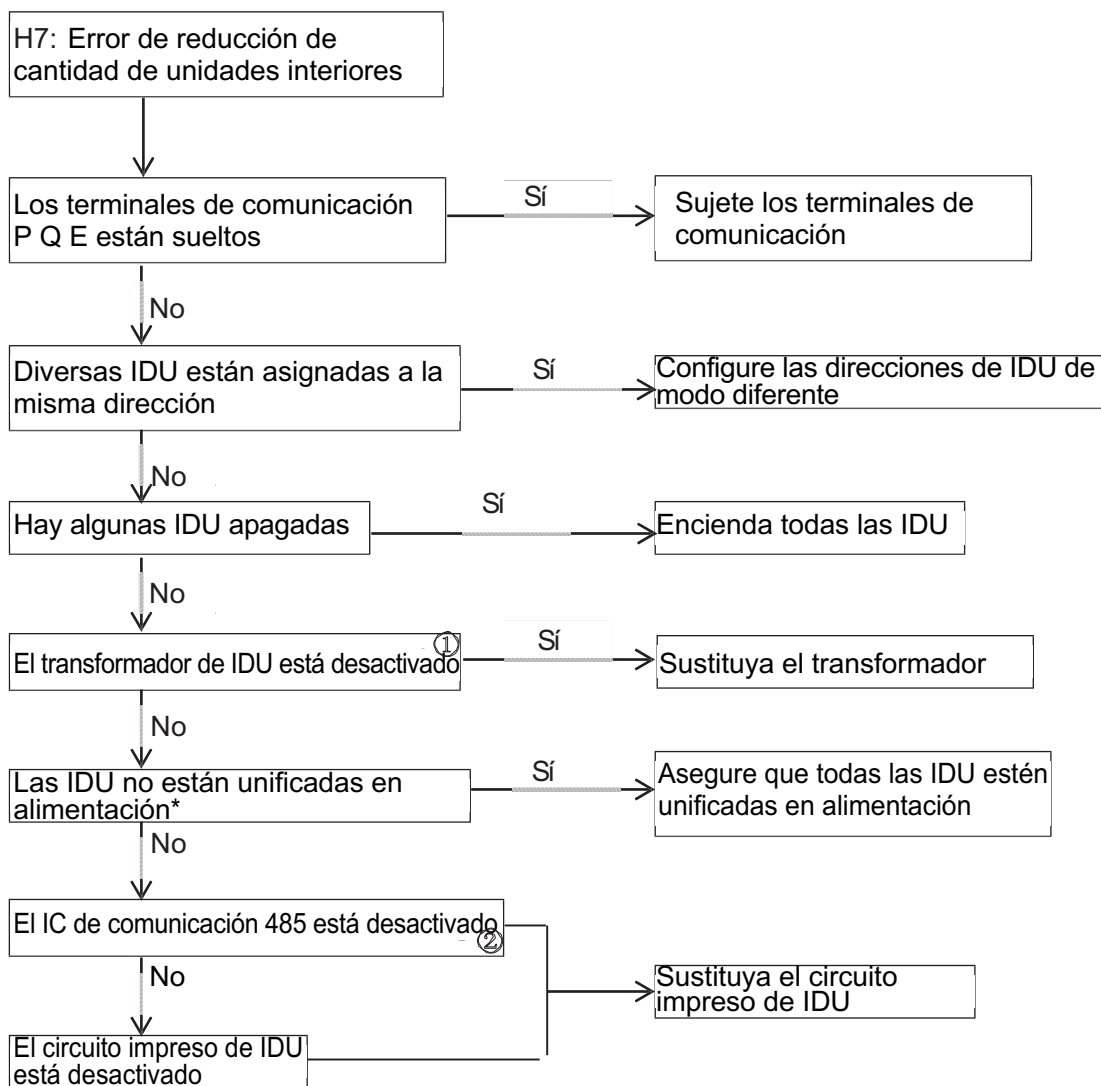 H7: Error de reducción de
cantidad de unidades interiores
Los terminales de comunicación
P Q E están sueltos
Sí
Sujete los terminales de
comunicación
No
Diversas IDU están asignadas a la
misma dirección
Sí
Configure las direcciones de IDU de
modo diferente
No
Hay algunas IDU apagadas
Sí
Encienda todas las IDU
No
El transformador de IDU está desactivado ①
Sí
Sustituya el transformador
No
Las IDU no están unificadas en
alimentación*
Sí
Asegure que todas las IDU estén
unificadas en alimentación
No
El IC de comunicación 485 está desactivado ②
No
Sustituya el circuito
impreso de IDU
El circuito impreso de IDU
está desactivado